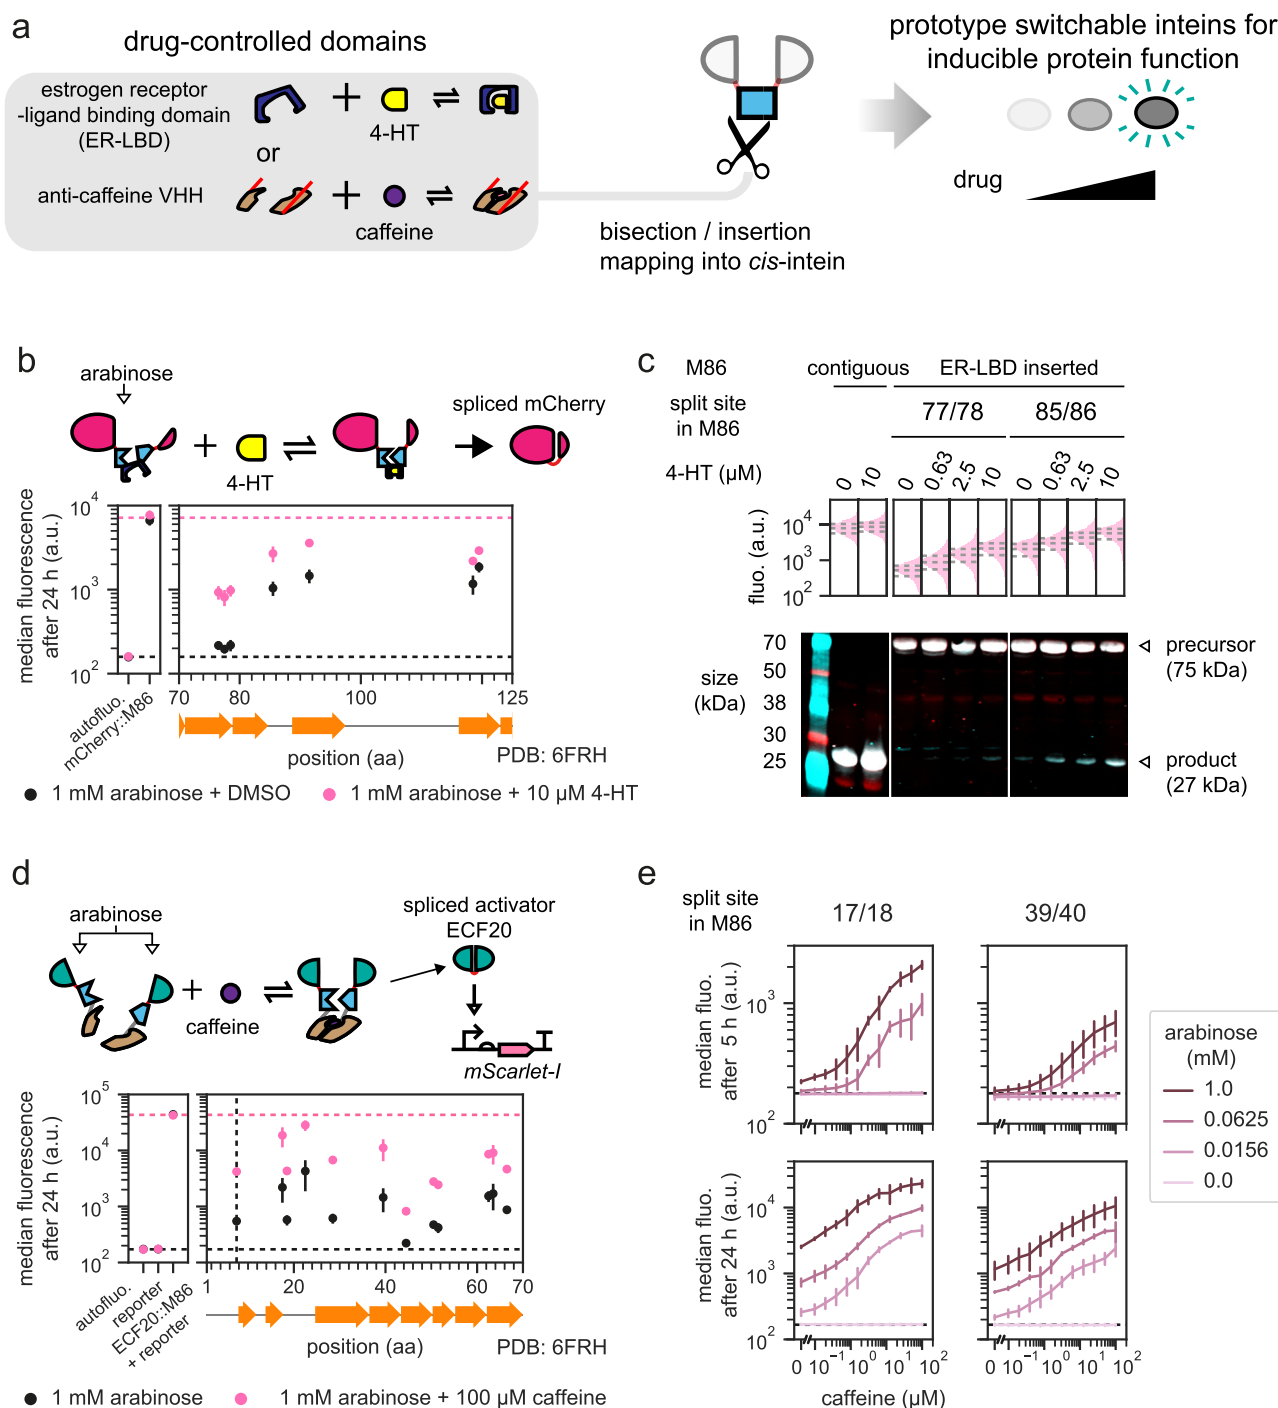 a
drug-controlled domains
estrogen receptor
-ligand binding domain
(ER-LBD)
4-HT
or
anti-caffeine VHH
caffeine
bisection / insertion
mapping into cis-intein
prototype switchable inteins for
inducible protein function
drug
b
arabinose
4-HT
spliced mCherry
median fluorescence
after 24 h (a.u.)
10^4
10^3
10^2
autofluo.
mCherry::M86
70
80
100
125
position (aa)
PDB: 6FRH
1 mM arabinose + DMSO
1 mM arabinose + 10 µM 4-HT
c
M86
contiguous
ER-LBD inserted
split site
in M86
77/78
85/86
4-HT (µM)
0
10
0
0.63
2.5
10
0
0.63
2.5
10
fluo. (a.u.)
10^4
10^3
10^2
size
(kDa)
70
50
38
30
25
precursor
(75 kDa)
product
(27 kDa)
d
arabinose
caffeine
spliced activator
ECF20
mScarlet-I
median fluorescence
after 24 h (a.u.)
10^5
10^4
10^3
10^2
autofluo.
reporter
ECF20::M86
+ reporter
1
20
40
60
70
position (aa)
PDB: 6FRH
1 mM arabinose
1 mM arabinose + 100 µM caffeine
e
split site
in M86
17/18
39/40
median fluo.
after 5 h (a.u.)
10^3
10^2
median fluo.
after 24 h (a.u.)
10^4
10^3
10^2
0
10^-1
10^0
10^1
10^2
0
10^-1
10^0
10^1
10^2
caffeine (µM)
arabinose
(mM)
1.0
0.0625
0.0156
0.0